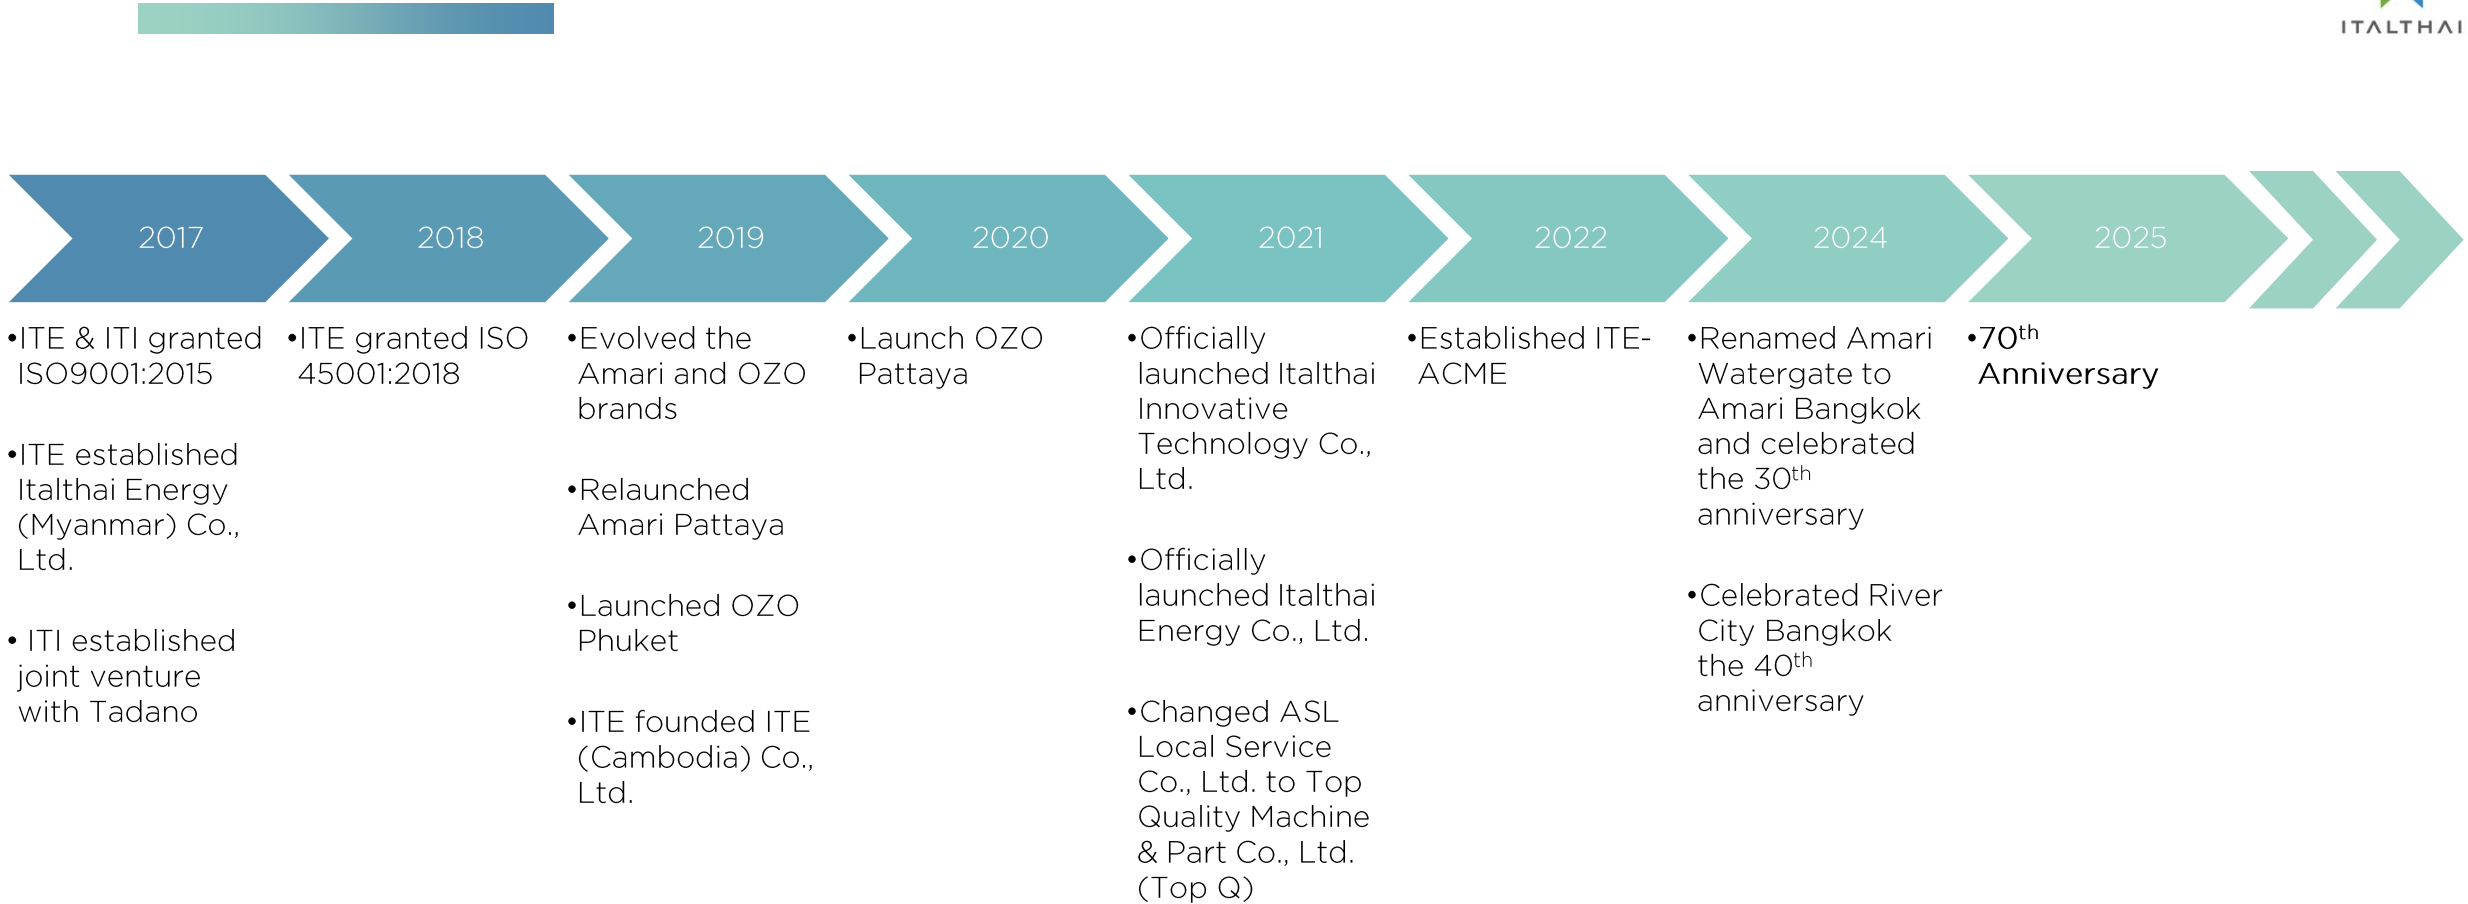 ITALTHAI
2017
2018
2019
2020
2021
2022
2024
2025
•ITE & ITI granted
ISO9001:2015
•ITE established
Italthai Energy
(Myanmar) Co.,
Ltd.
• ITI established
joint venture
with Tadano
•ITE granted ISO
45001:2018
•Evolved the
Amari and OZO
brands
•Relaunched
Amari Pattaya
•Launched OZO
Phuket
•ITE founded ITE
(Cambodia) Co.,
Ltd.
•Launch OZO
Pattaya
•Officially
launched Italthai
Innovative
Technology Co.,
Ltd.
•Officially
launched Italthai
Energy Co., Ltd.
•Changed ASL
Local Service
Co., Ltd. to Top
Quality Machine
& Part Co., Ltd.
(Top Q)
•Established ITE-
ACME
•Renamed Amari
Watergate to
Amari Bangkok
and celebrated
the 30th
anniversary
•Celebrated River
City Bangkok
the 40th
anniversary
•70th
Anniversary